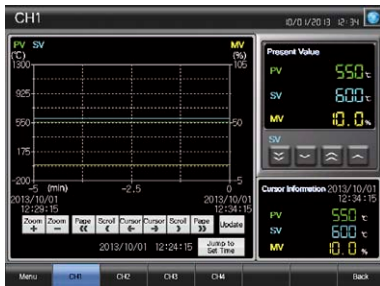 CH1
10/01/2013 12:34
PV SV MV
(℃) (%)
1300 105
925
550 50
175
-200 -5
-5 (min) -2.5 0
2013/10/01 2013/10/01
12:29:15 12:34:15
Zoom + Zoom - Page « Scroll ‹ Cursor ← Cursor → Scroll › Page » Update
2013/10/01 12:24:15 Jump to Set Time
Present Value
PV 550℃
SV 600℃
MV 10.0%
SV
Cursor Information 2013/10/01
12:34:15
PV 550 ℃
SV 600 ℃
MV 10.0%
Menu CH1 CH2 CH3 CH4 Back